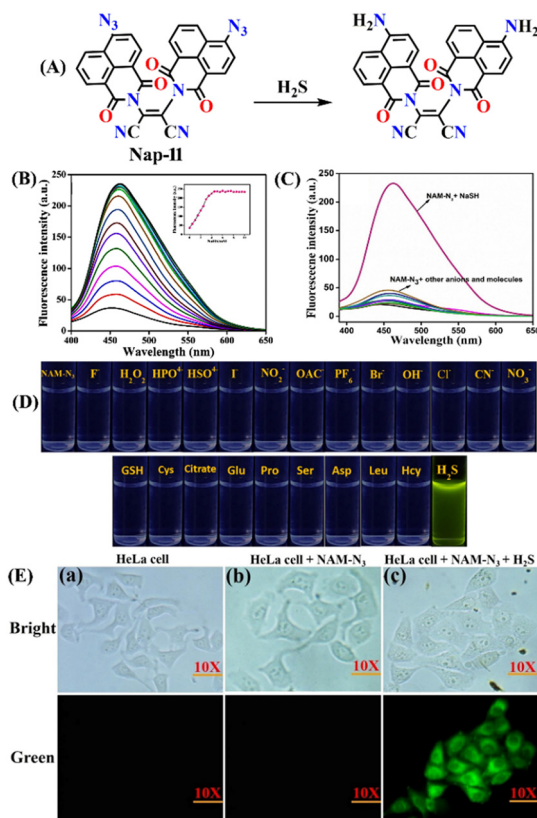 (A)
N₃ N₃
O O O O
N N
NC CN
Nap-11
H₂S
H₂N NH₂
O O O O
N N
CN CN
(B)
Fluorescence intensity (a.u.)
250
200
150
100
50
0
400 450 500 550 600 650
Wavelength (nm)
(C)
Fluorescecne intensity (a.u.)
250
200
150
100
50
0
NAM-N₃+ NaSH
NAM-N₃+ other anions and molecules
400 450 500 550 600 650
Wavelength (nm)
(D)
NAM-N₃ F⁻ H₂O₂ HPO⁴⁻ HSO⁴⁻ I⁻ NO₂⁻ OAC⁻ PF₆⁻ Br⁻ OH⁻ Cl⁻ CN⁻ NO₃⁻
GSH Cys Citrate Glu Pro Ser Asp Leu Hcy H₂S
HeLa cell HeLa cell + NAM-N₃ HeLa cell + NAM-N₃ + H₂S
(E) (a) (b) (c)
Bright
10X 10X 10X
Green
10X 10X 10X